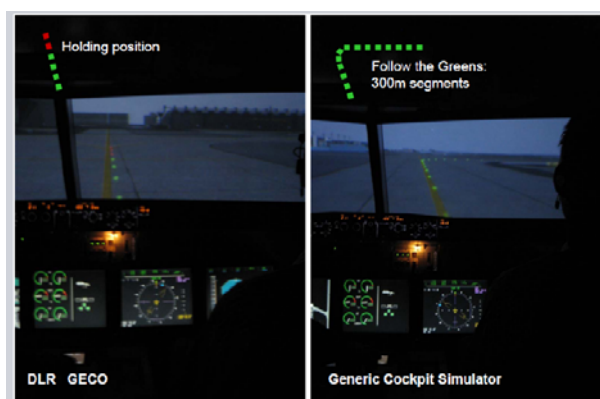 Holding position
Follow the Greens:
300m segments
DLR GECO
Generic Cockpit Simulator